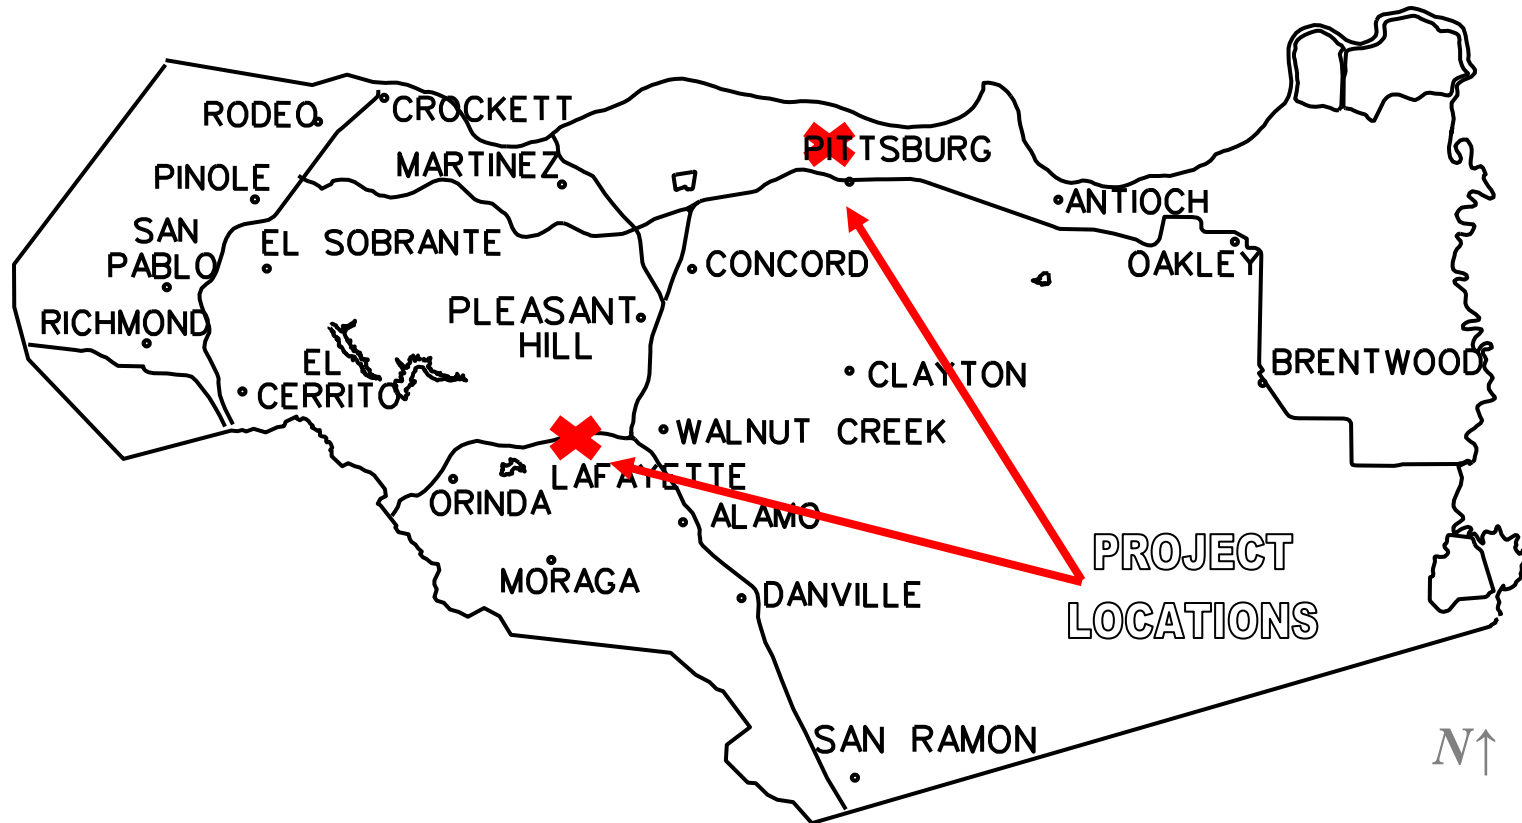 RODEO
CROCKETT
PINOLE
MARTINEZ
PITTSBURG
SAN
PABLO
EL SOBRANTE
ANTIOCH
OAKLEY
CONCORD
RICHMOND
PLEASANT
HILL
EL
CERRITO
CLAYTON
BRENTWOOD
WALNUT CREEK
LAFAYETTE
ORINDA
ALAMO
MORAGA
DANVILLE
PROJECT
LOCATIONS
SAN RAMON
N↑